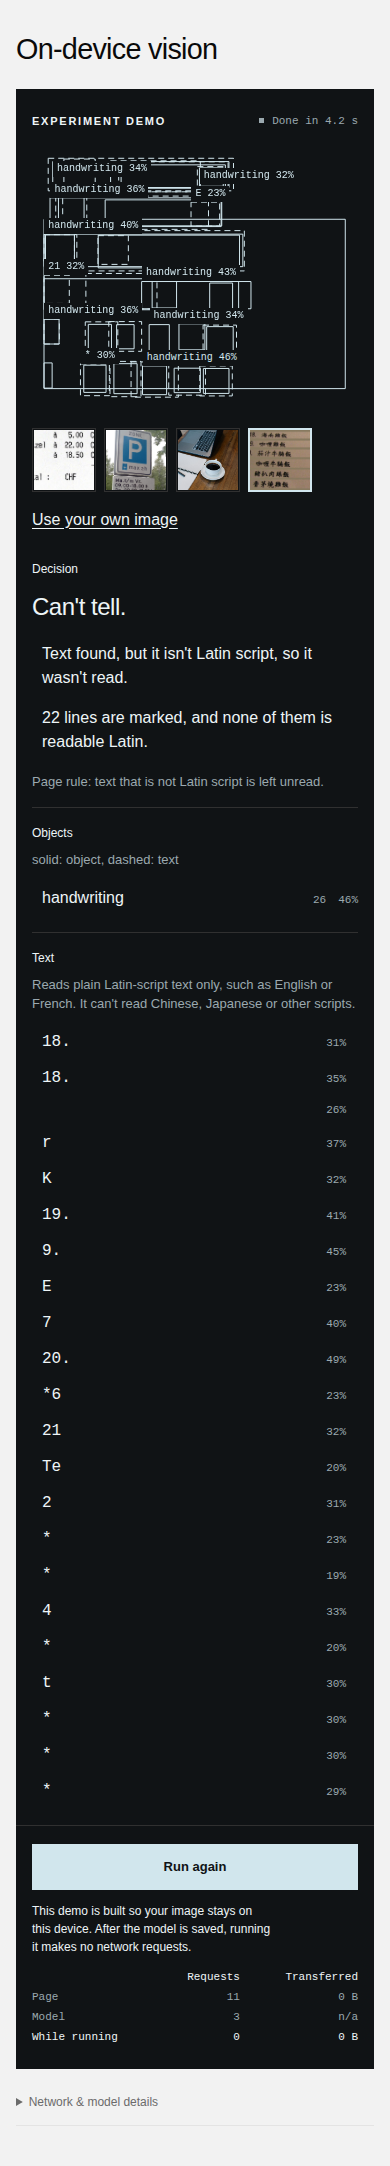 On-device vision
EXPERIMENT DEMO
Done in 4.2 s
handwriting 34%
handwriting 32%
handwriting 36%
E 23%
handwriting 40%
21 32%
handwriting 43%
handwriting 36%
handwriting 34%
* 30%
handwriting 46%
Use your own image
Decision
Can't tell.
Text found, but it isn't Latin script, so it
wasn't read.
22 lines are marked, and none of them is
readable Latin.
Page rule: text that is not Latin script is left unread.
Objects
solid: object, dashed: text
handwriting 26 46%
Text
Reads plain Latin-script text only, such as English or
French. It can't read Chinese, Japanese or other scripts.
18. 31%
18. 35%
26%
r 37%
K 32%
19. 41%
9. 45%
E 23%
7 40%
20. 49%
*6 23%
21 32%
Te 20%
2 31%
* 23%
* 19%
4 33%
* 20%
t 30%
* 30%
* 30%
* 29%
Run again
This demo is built so your image stays on
this device. After the model is saved, running
it makes no network requests.
Requests Transferred
Page 11 0 B
Model 3 n/a
While running 0 0 B
Network & model details